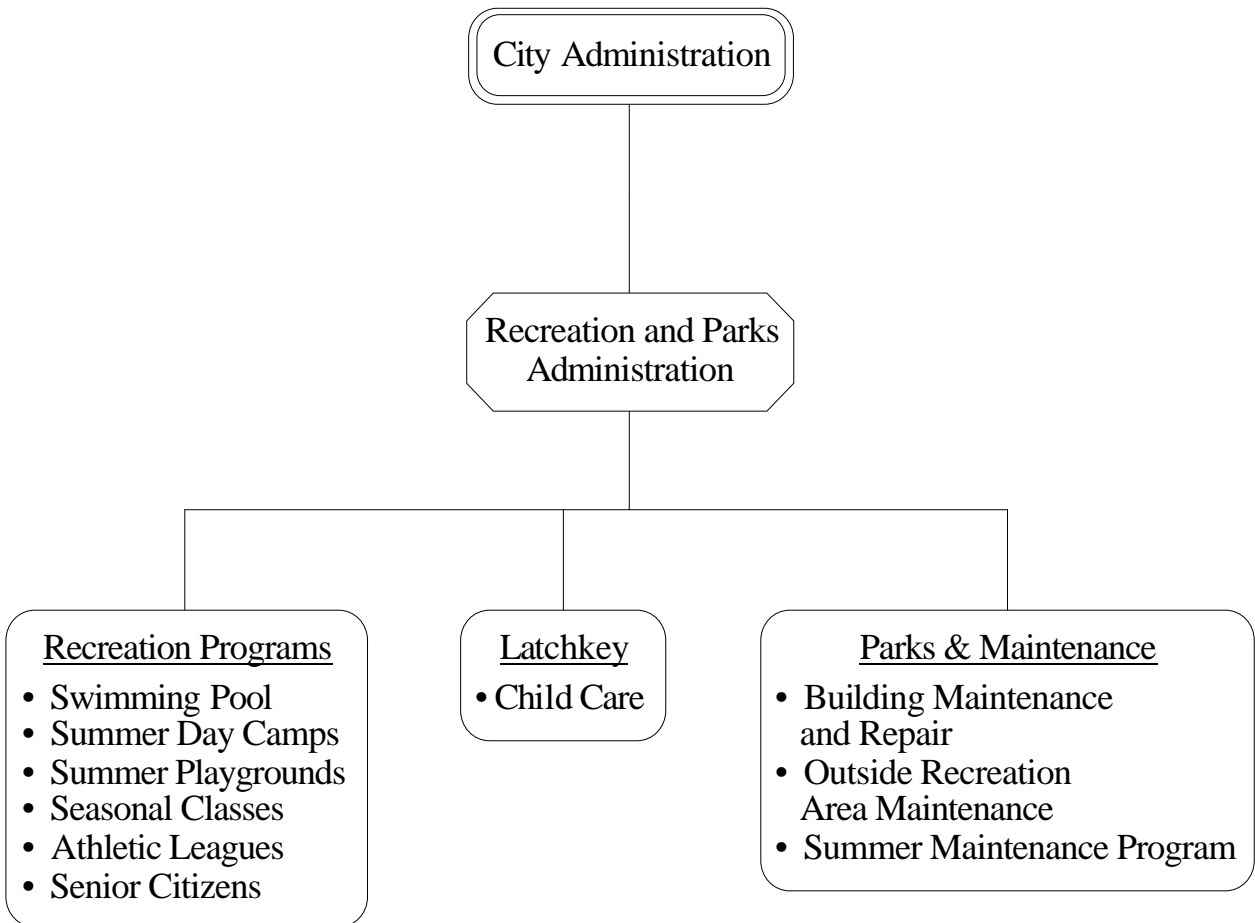 City Administration
Recreation and Parks
Administration
Recreation Programs
• Swimming Pool
• Summer Day Camps
• Summer Playgrounds
• Seasonal Classes
• Athletic Leagues
• Senior Citizens
Latchkey
• Child Care
Parks & Maintenance
• Building Maintenance
and Repair
• Outside Recreation
Area Maintenance
• Summer Maintenance Program